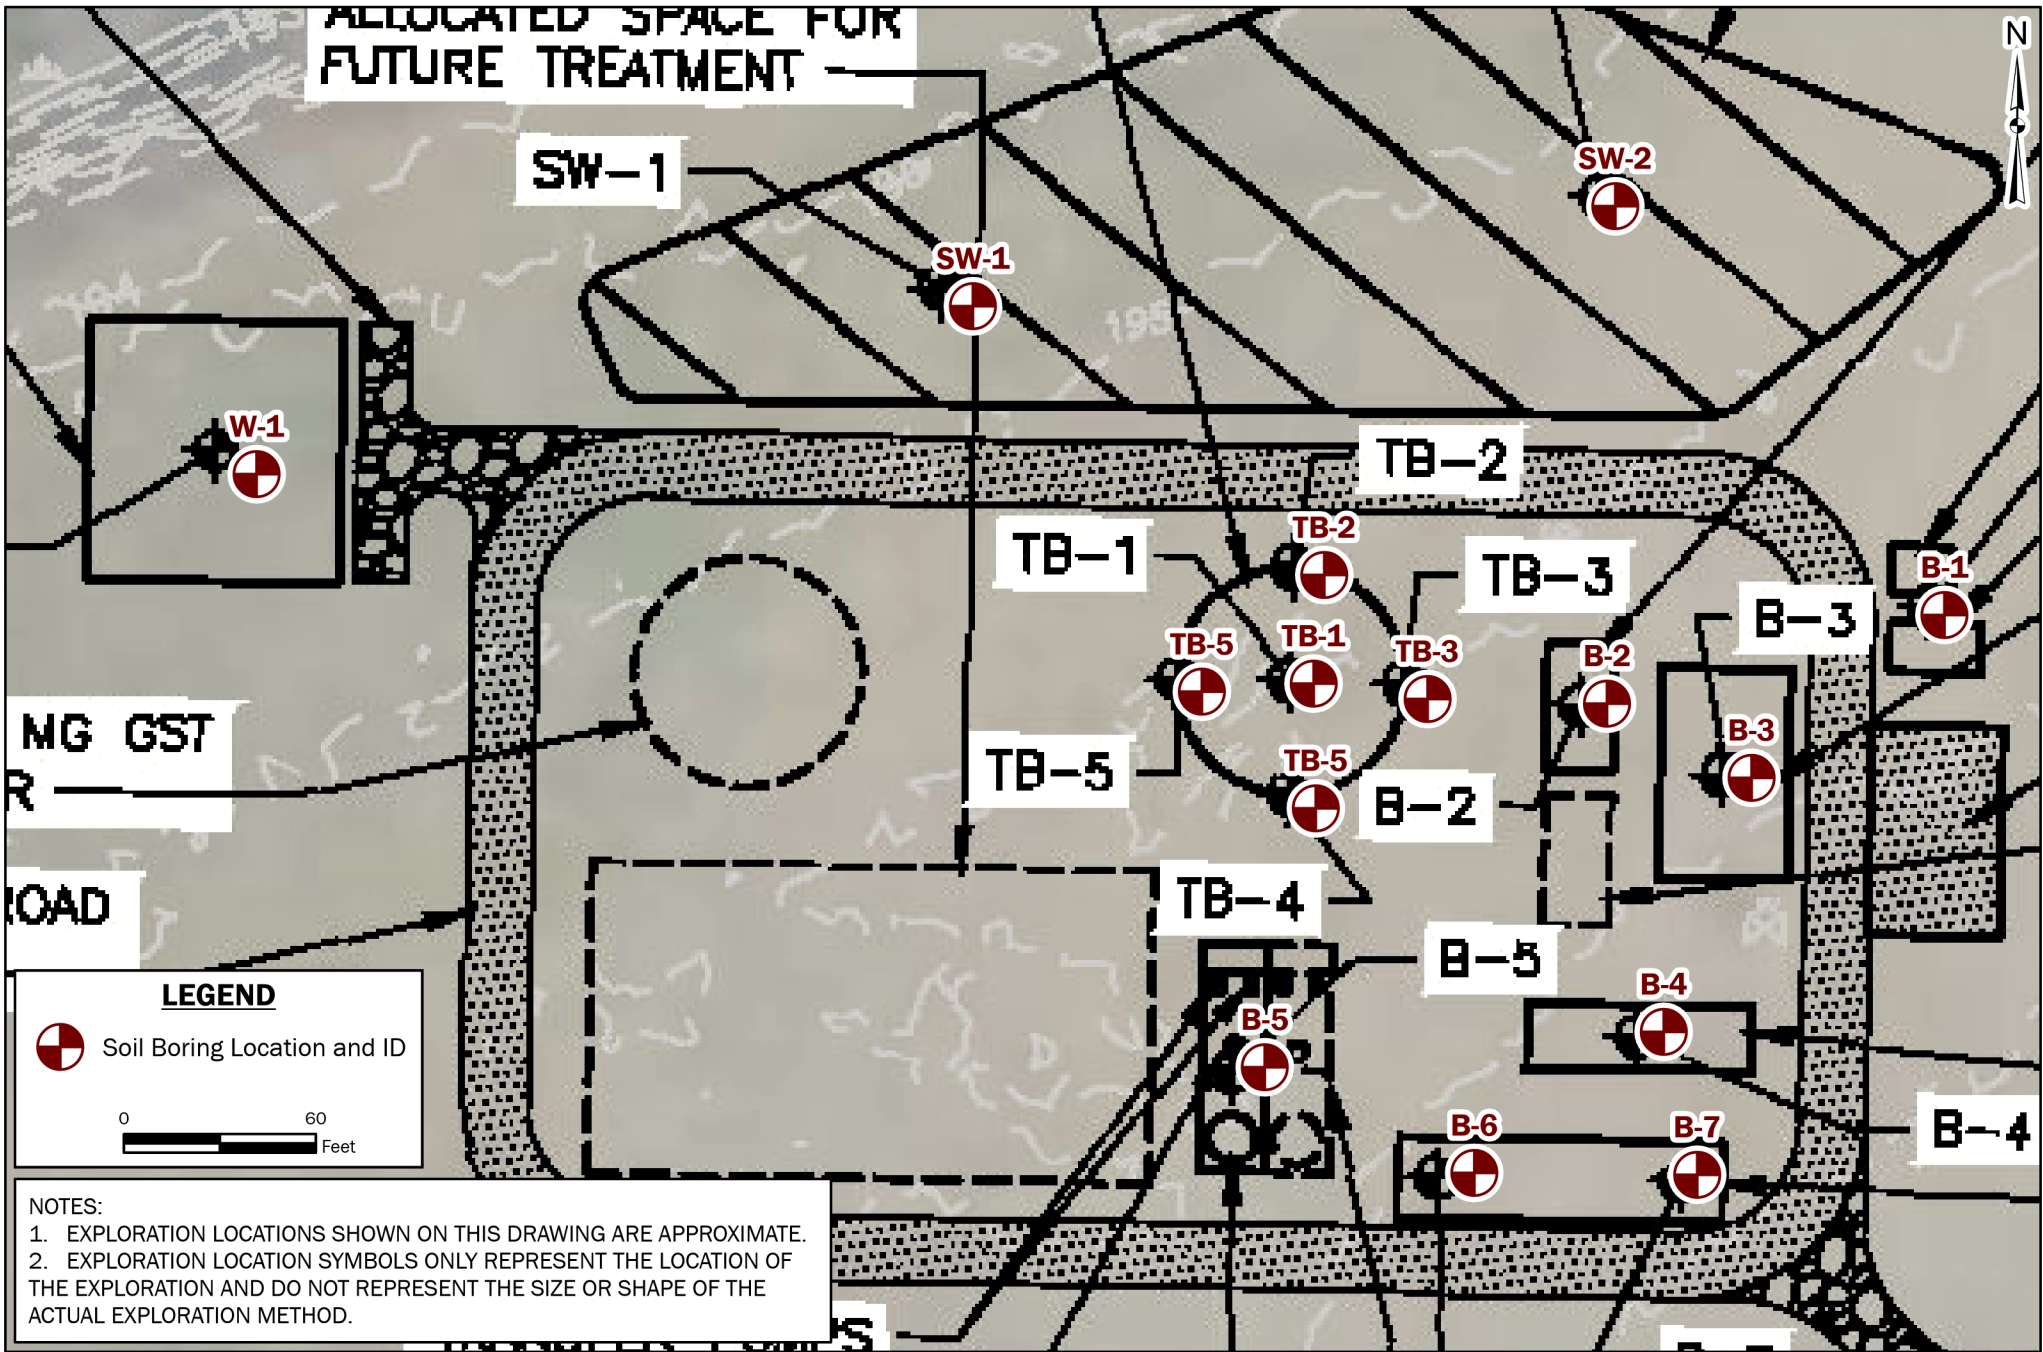 ALLOCATED SPACE FOR
FUTURE TREATMENT
N
SW-1
SW-2
SW-1
194
195
W-1
TB-2
TB-2
TB-1
TB-3
B-1
B-3
TB-5
TB-1
TB-3
B-2
MG GST
R
TB-5
TB-5
B-2
B-3
ROAD
TB-4
B-5
B-4
B-5
B-4
B-6
B-7
LEGEND
Soil Boring Location and ID
0 60
Feet
NOTES:
1. EXPLORATION LOCATIONS SHOWN ON THIS DRAWING ARE APPROXIMATE.
2. EXPLORATION LOCATION SYMBOLS ONLY REPRESENT THE LOCATION OF
THE EXPLORATION AND DO NOT REPRESENT THE SIZE OR SHAPE OF THE
ACTUAL EXPLORATION METHOD.